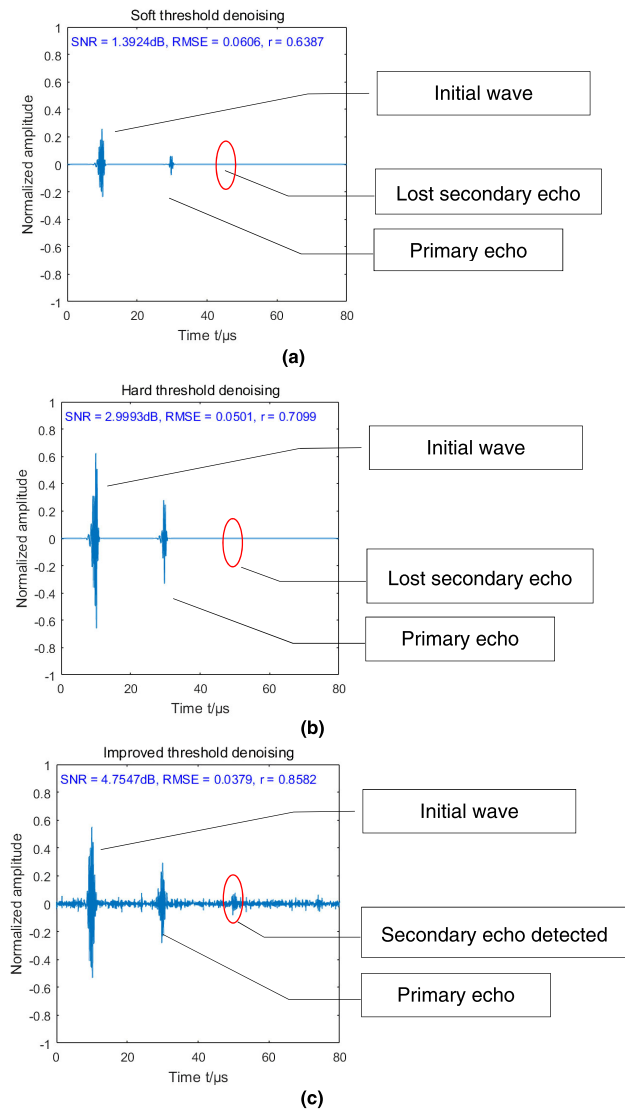 Soft threshold denoising
SNR = 1.3924dB, RMSE = 0.0606, r = 0.6387
1
0.8
0.6
0.4
0.2
0
-0.2
-0.4
-0.6
-0.8
-1
Normalized amplitude
0 20 40 60 80
Time t/μs
Initial wave
Lost secondary echo
Primary echo
(a)
Hard threshold denoising
SNR = 2.9993dB, RMSE = 0.0501, r = 0.7099
1
0.8
0.6
0.4
0.2
0
-0.2
-0.4
-0.6
-0.8
-1
Normalized amplitude
0 20 40 60 80
Time t/μs
Initial wave
Lost secondary echo
Primary echo
(b)
Improved threshold denoising
SNR = 4.7547dB, RMSE = 0.0379, r = 0.8582
1
0.8
0.6
0.4
0.2
0
-0.2
-0.4
-0.6
-0.8
-1
Normalized amplitude
0 20 40 60 80
Time t/μs
Initial wave
Secondary echo detected
Primary echo
(c)